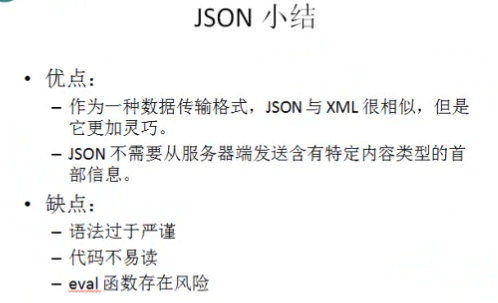 JSON 小结
• 优点：
– 作为一种数据传输格式，JSON 与 XML 很相似，但是
它更加灵巧。
– JSON 不需要从服务器端发送含有特定内容类型的首
部信息。
• 缺点：
– 语法过于严谨
– 代码不易读
– eval 函数存在风险